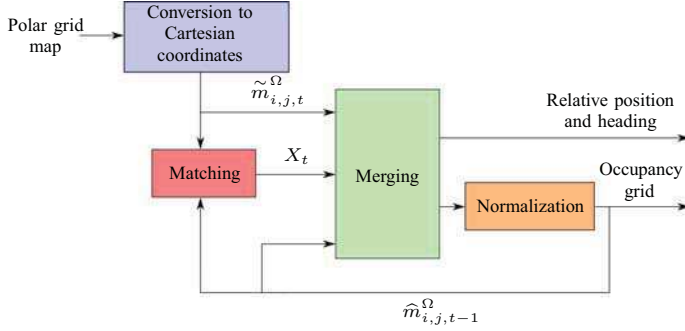 Polar grid
map
Conversion to
Cartesian
coordinates
m̃^Ω_{i,j,t}
Relative position
and heading
Matching
X_t
Merging
Normalization
Occupancy
grid
m̂^Ω_{i,j,t−1}